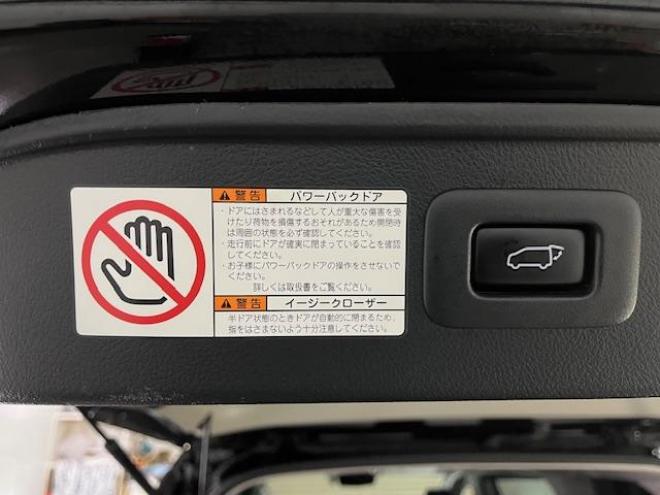 警告 パワーバックドア
・ドアにはさまれるなどして人が重大な傷害を受
けたり荷物を損傷するおそれがあるため開閉時
は周囲の状態を必ず確認してください。
・走行前にドアが確実に閉まっていることを確認
してください。
・お子様にパワーバックドアの操作をさせないで
ください。
詳しくは取扱書をご覧ください。
警告 イージークローザー
半ドア状態のときドアが自動的に閉まるため、
指をはさまないよう十分注意してください。